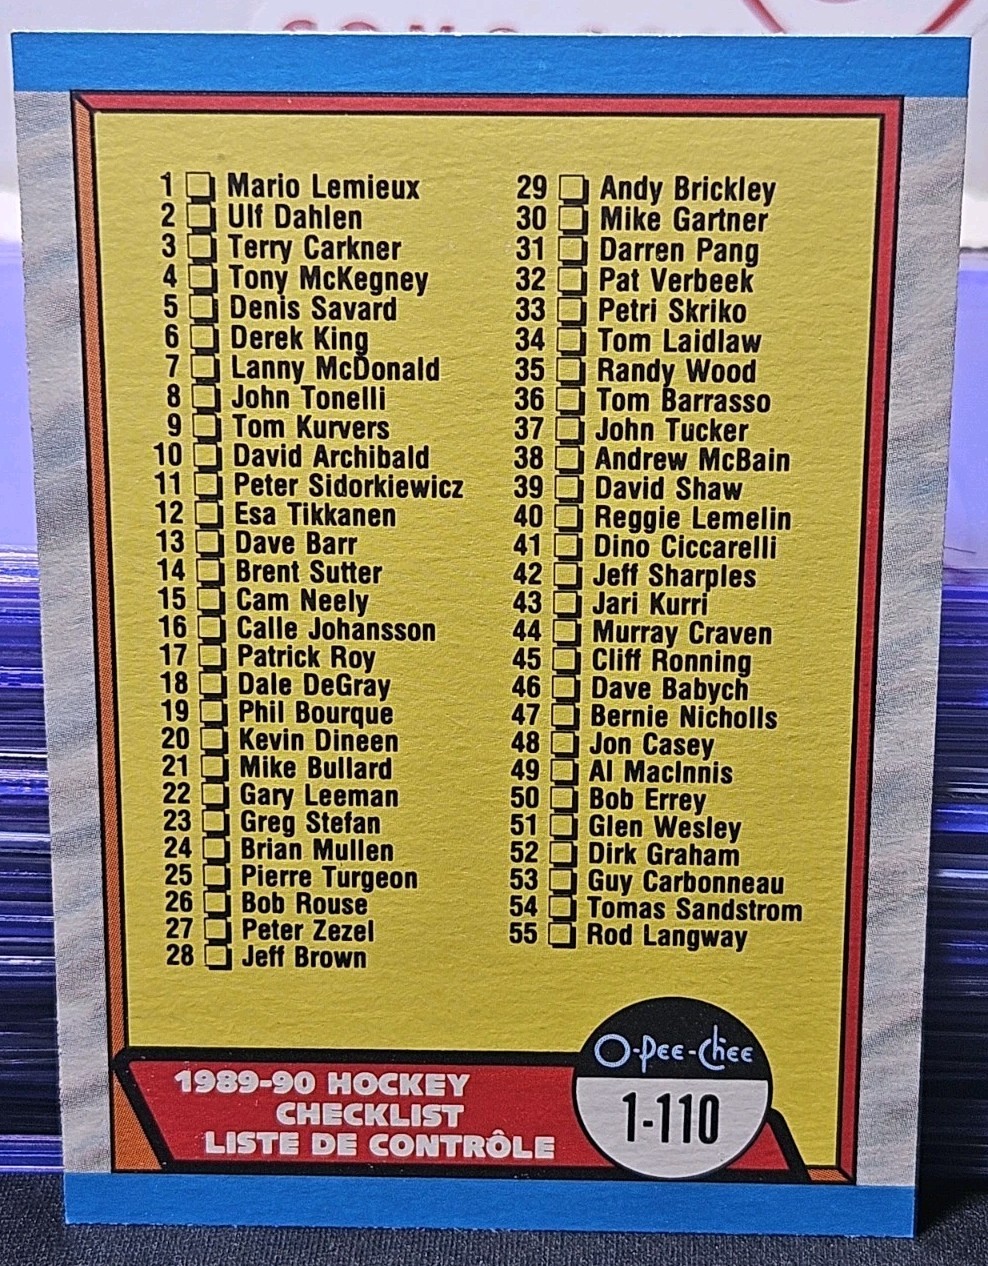 1 Mario Lemieux
2 Ulf Dahlen
3 Terry Carkner
4 Tony McKegney
5 Denis Savard
6 Derek King
7 Lanny McDonald
8 John Tonelli
9 Tom Kurvers
10 David Archibald
11 Peter Sidorkiewicz
12 Esa Tikkanen
13 Dave Barr
14 Brent Sutter
15 Cam Neely
16 Calle Johansson
17 Patrick Roy
18 Dale DeGray
19 Phil Bourque
20 Kevin Dineen
21 Mike Bullard
22 Gary Leeman
23 Greg Stefan
24 Brian Mullen
25 Pierre Turgeon
26 Bob Rouse
27 Peter Zezel
28 Jeff Brown
29 Andy Brickley
30 Mike Gartner
31 Darren Pang
32 Pat Verbeek
33 Petri Skriko
34 Tom Laidlaw
35 Randy Wood
36 Tom Barrasso
37 John Tucker
38 Andrew McBain
39 David Shaw
40 Reggie Lemelin
41 Dino Ciccarelli
42 Jeff Sharples
43 Jari Kurri
44 Murray Craven
45 Cliff Ronning
46 Dave Babych
47 Bernie Nicholls
48 Jon Casey
49 Al MacInnis
50 Bob Errey
51 Glen Wesley
52 Dirk Graham
53 Guy Carbonneau
54 Tomas Sandstrom
55 Rod Langway
O-Pee-Chee
1-110
1989-90 HOCKEY
CHECKLIST
LISTE DE CONTRÔLE